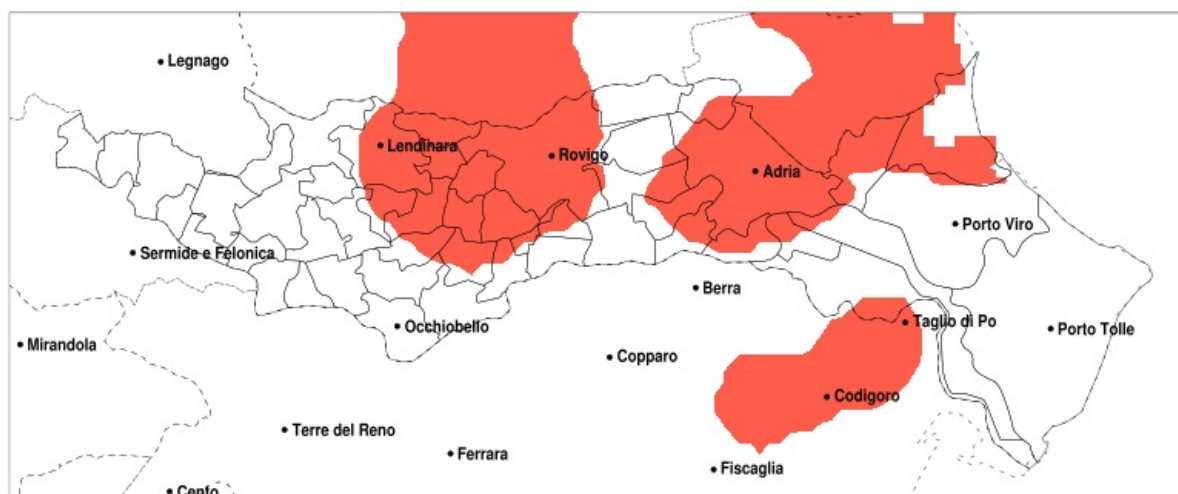 Legnago
Lendinara
Rovigo
Adria
Porto Viro
Sermide e Felonica
Berra
Taglio di Po
Occhiobello
Porto Tolle
Mirandola
Copparo
Codigoro
Terre del Reno
Ferrara
Fiscaglia
Cento